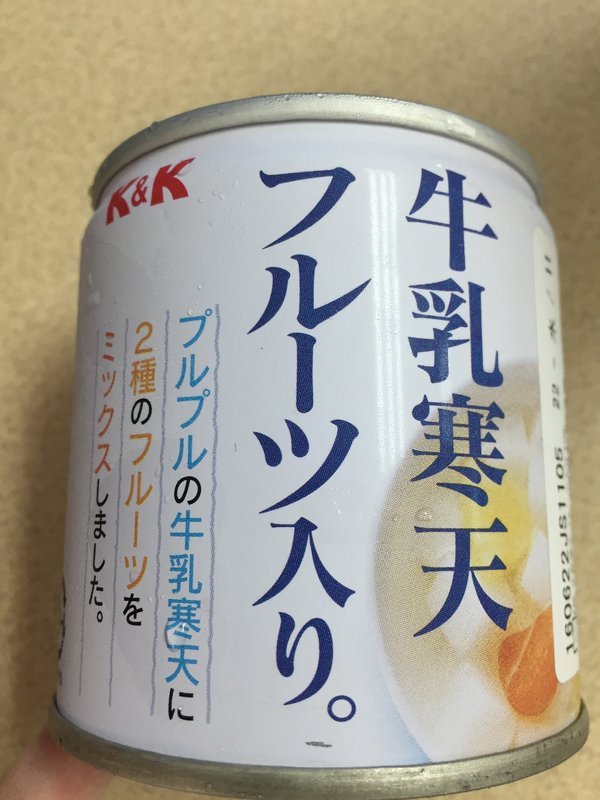 牛乳寒天
フルーツ入り。
K&K
プルプルの牛乳寒天に
2種のフルーツを
ミックスしました。
160622JS1105